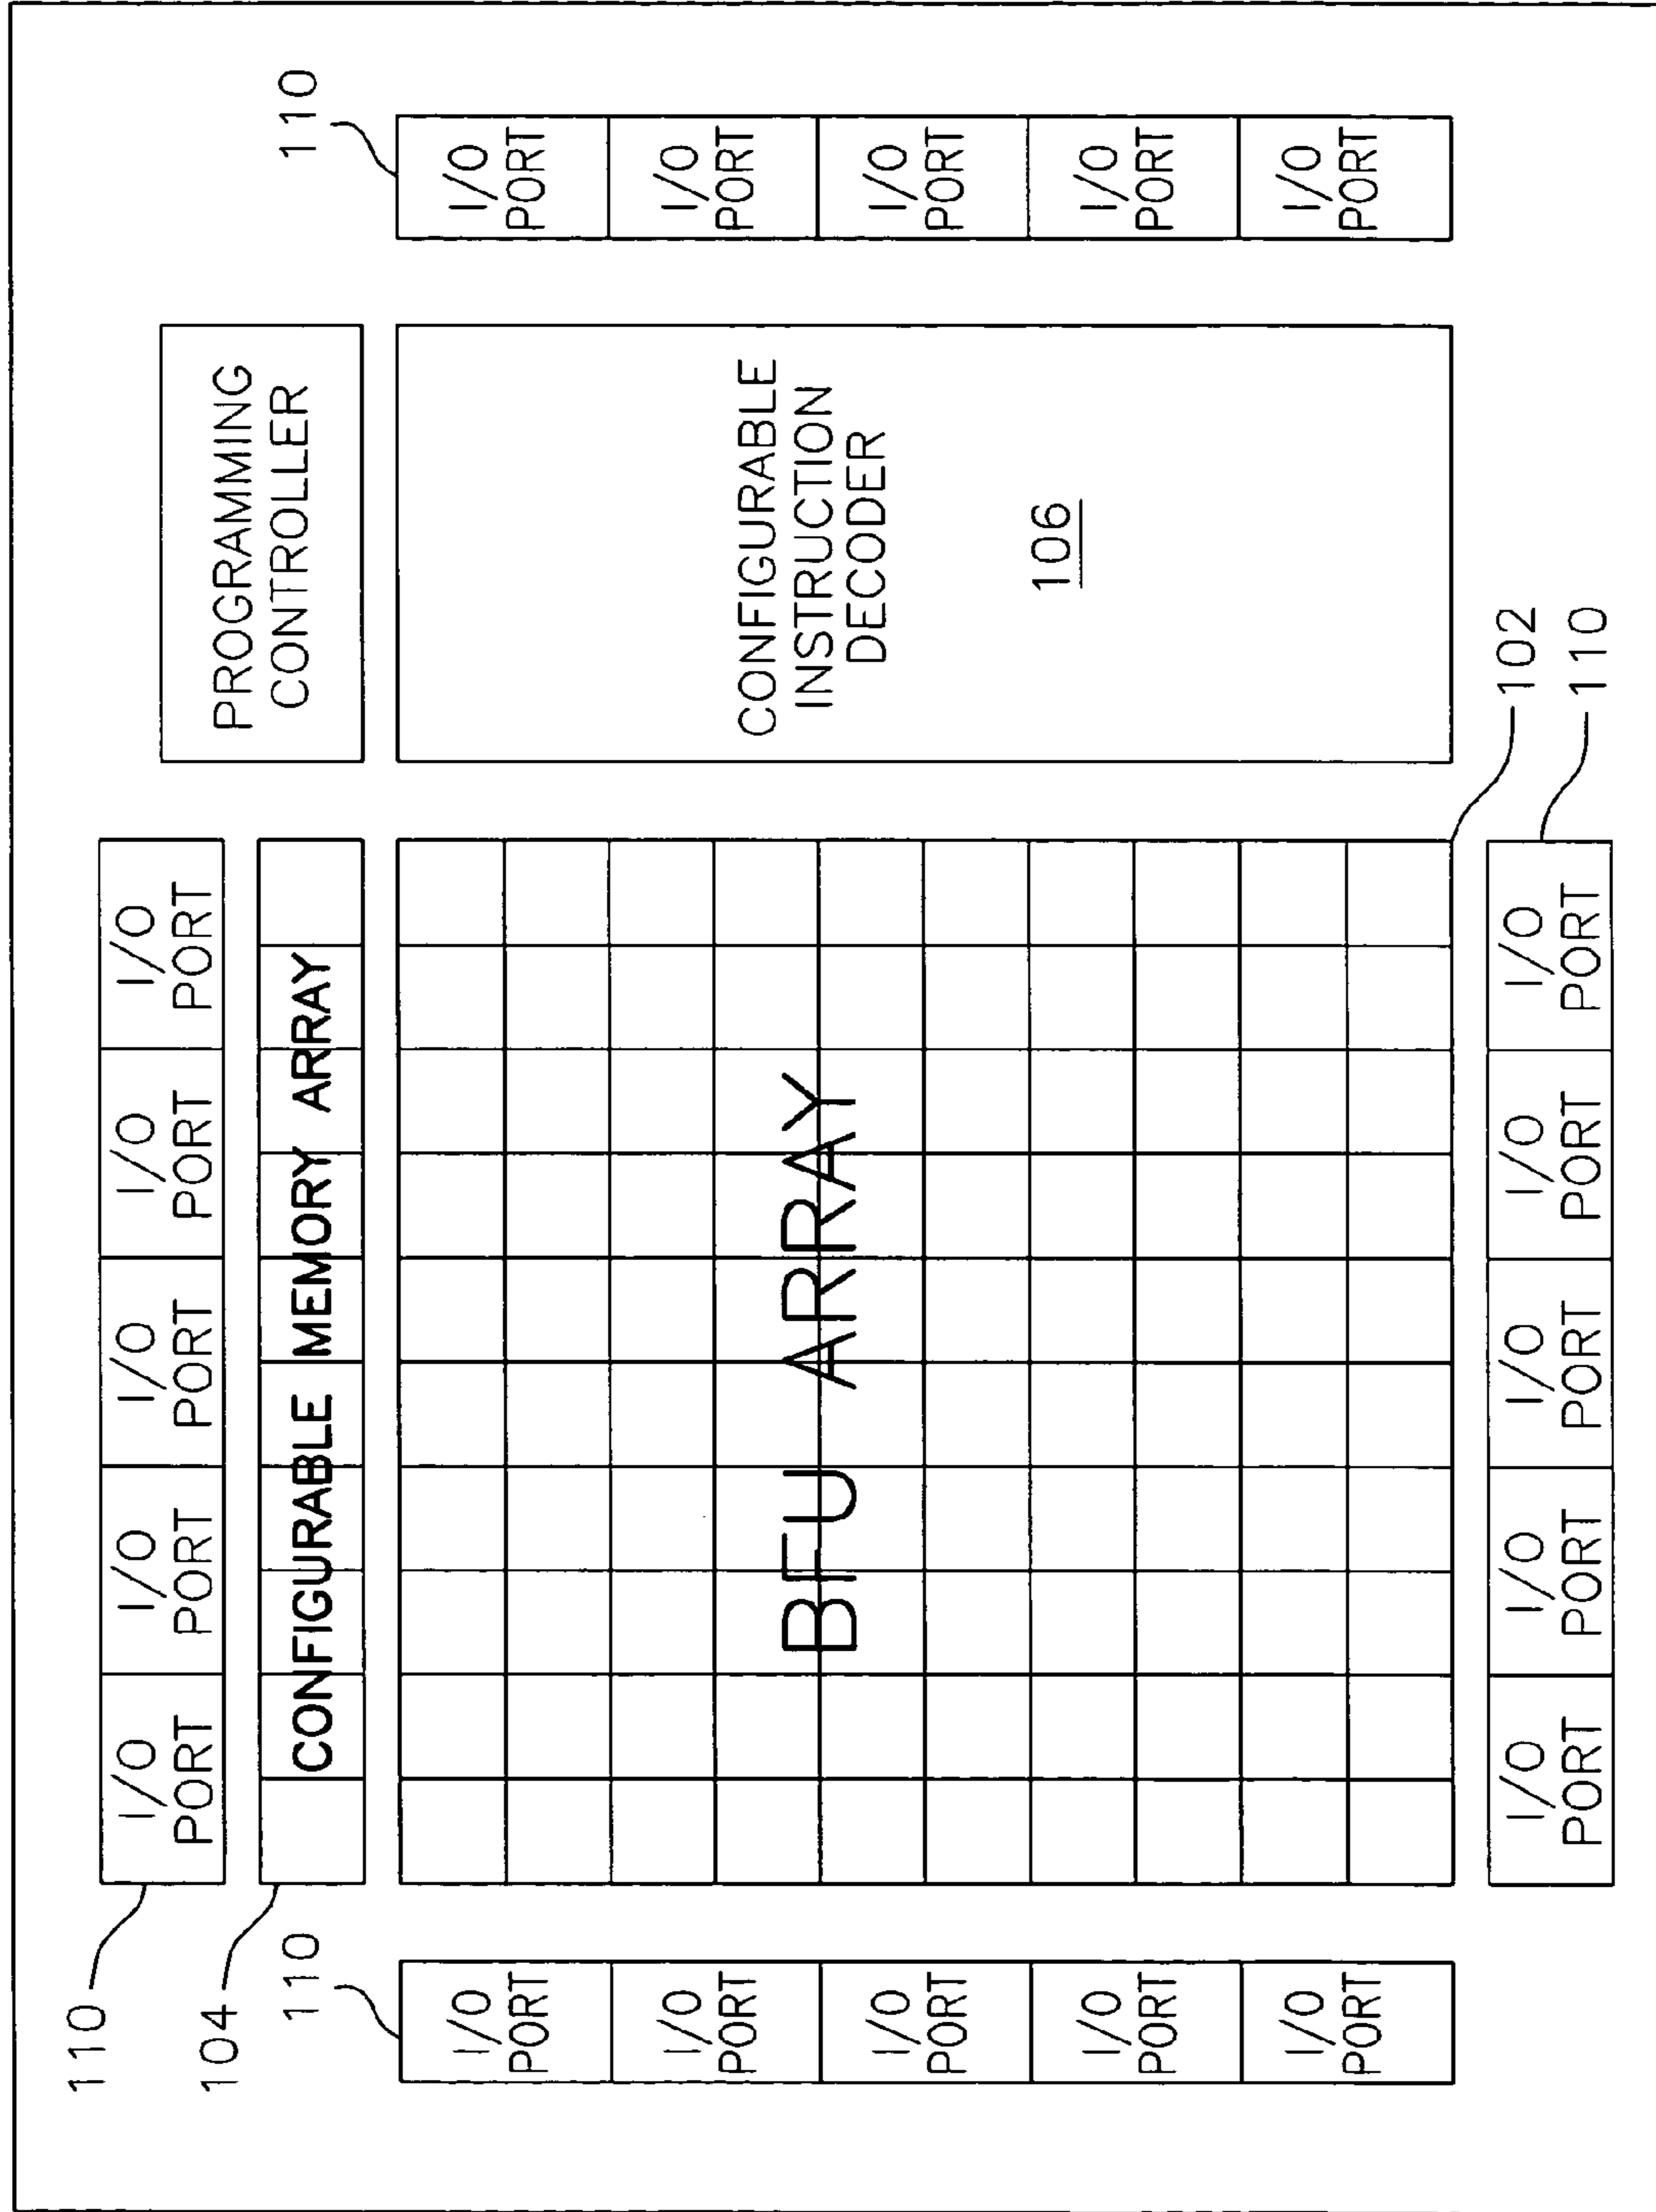 110
I/O
PORT
I/O
PORT
I/O
PORT
I/O
PORT
I/O
PORT
PROGRAMMING
CONTROLLER
104
CONFIGURABLE MEMORY ARRAY
110
110
I/O
PORT
I/O
PORT
I/O
PORT
I/O
PORT
I/O
PORT
BFU ARRAY
CONFIGURABLE
INSTRUCTION
DECODER
106
I/O
PORT
I/O
PORT
I/O
PORT
I/O
PORT
I/O
PORT
102
I/O
PORT
I/O
PORT
I/O
PORT
I/O
PORT
I/O
PORT
110